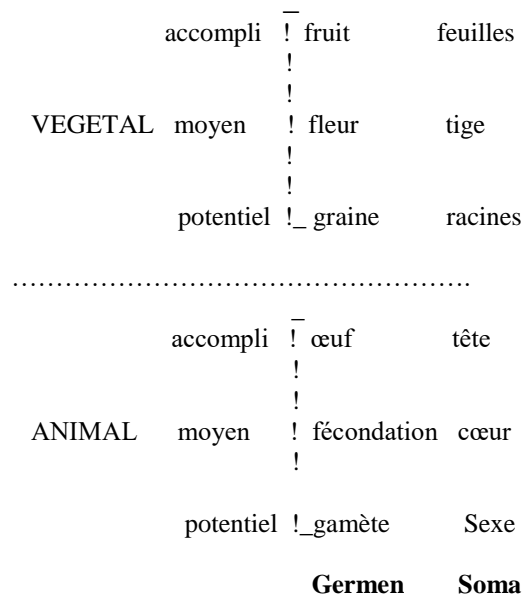 accompli ! fruit feuilles
!
!
VEGETAL moyen ! fleur tige
!
!
potentiel !_ graine racines
……………………………………………….
accompli ! œuf tête
!
!
ANIMAL moyen ! fécondation cœur
!
potentiel !_gamète Sexe
Germen Soma